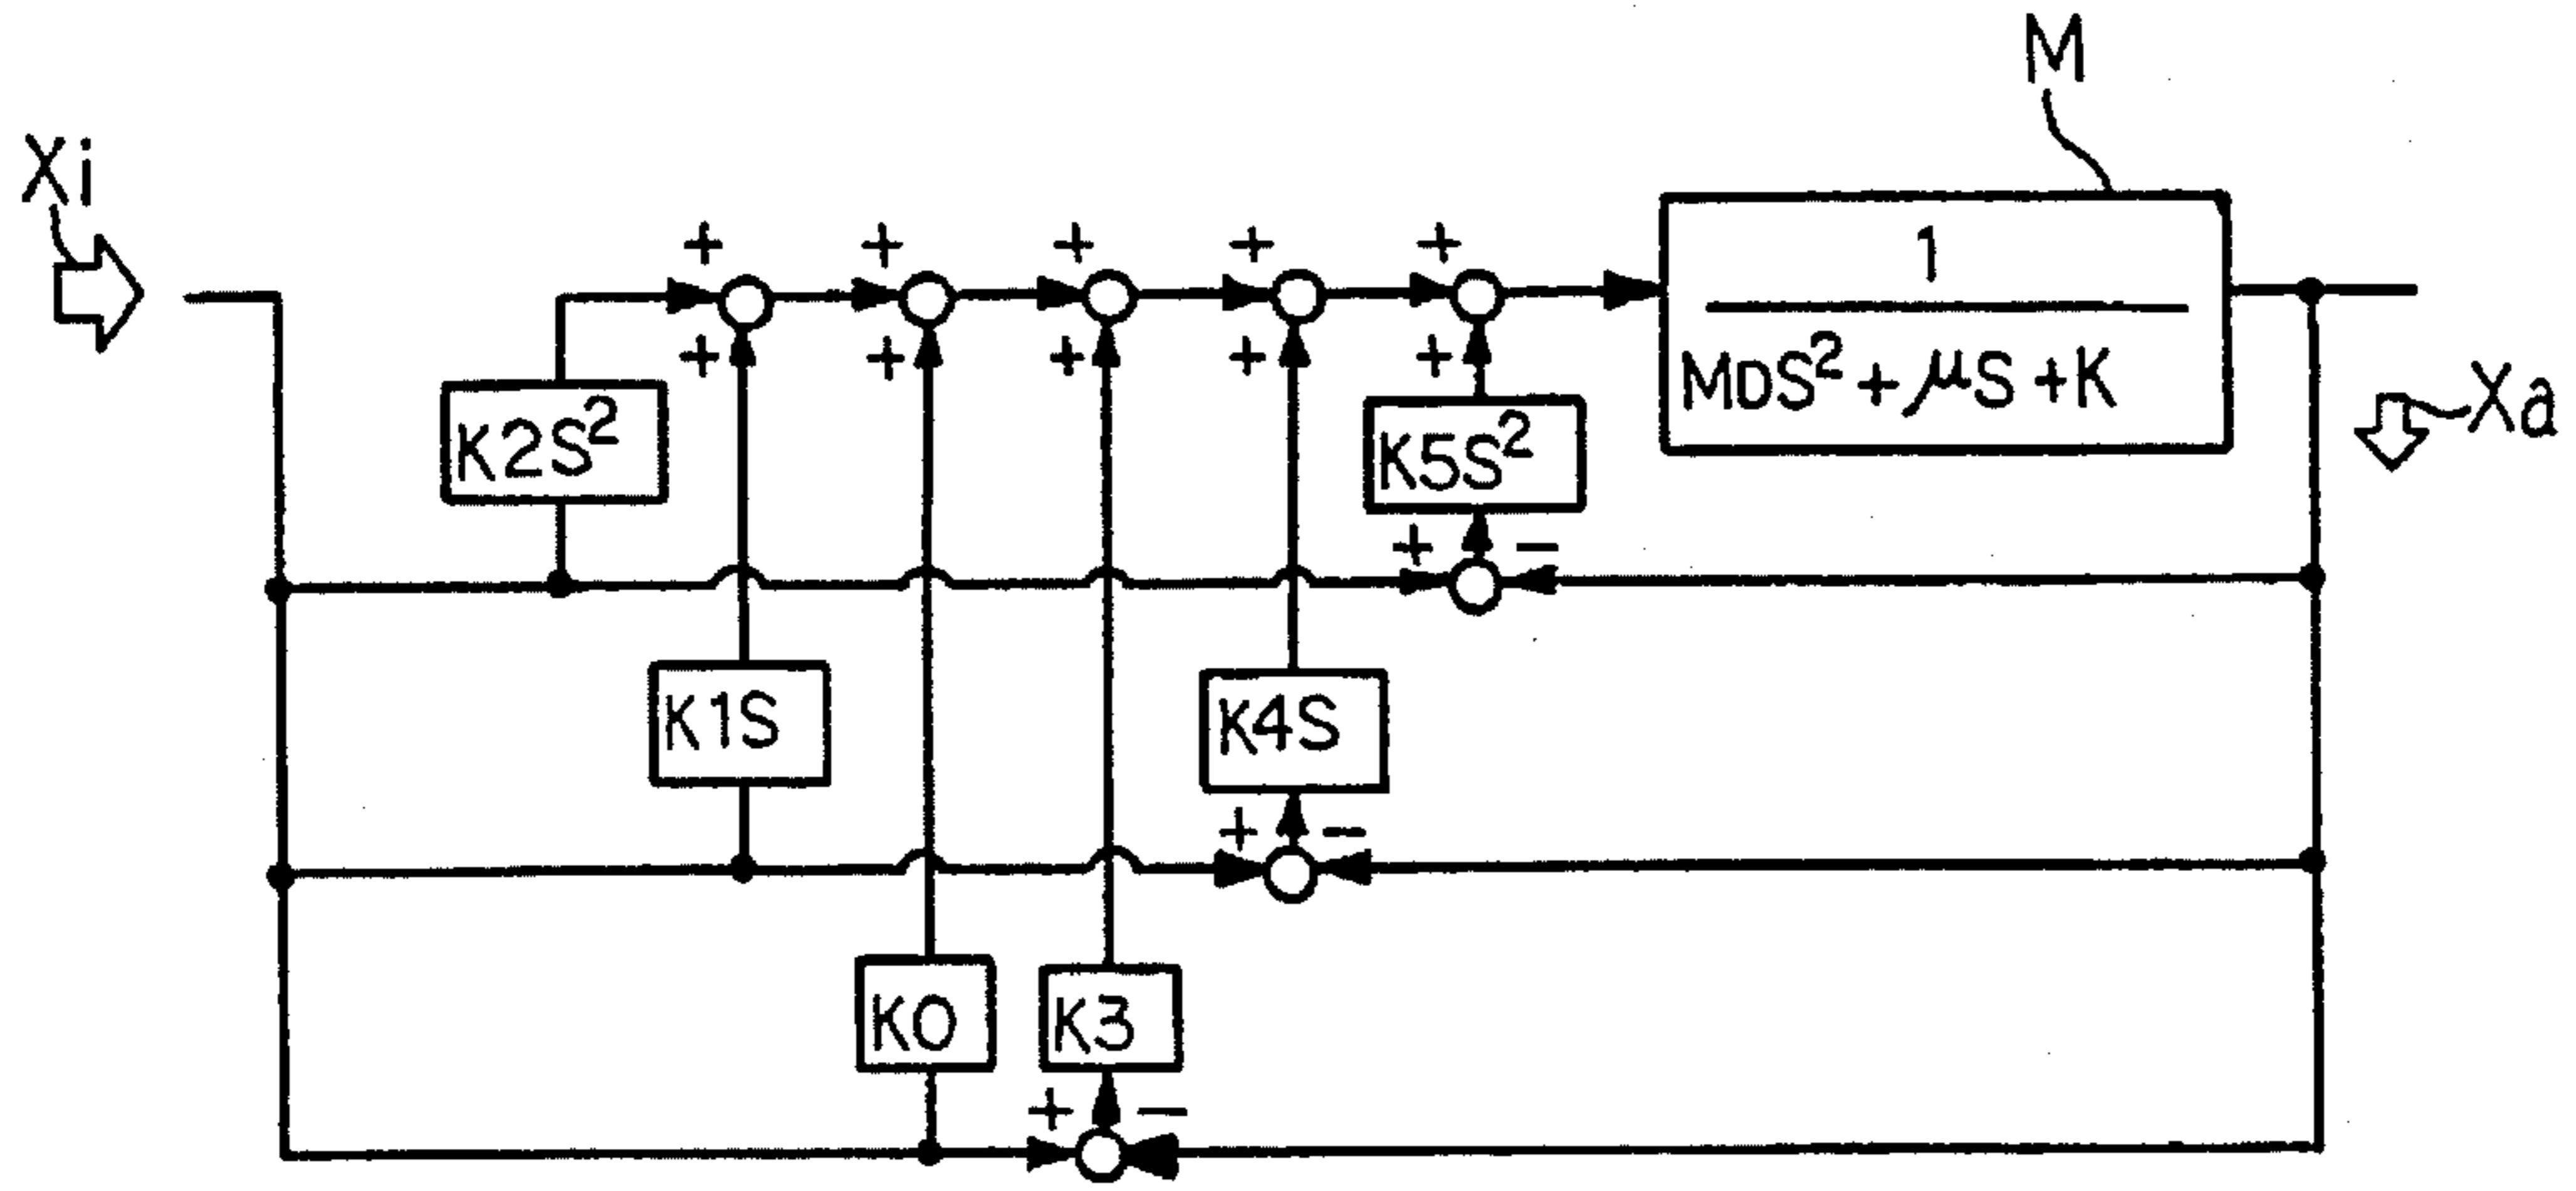 M
Xi
+ + + + +
1
MDS² + μS + K
+ + + + +
Xa
K2S²
K5S²
+ −
K1S
K4S
+ −
K0
K3
+ −